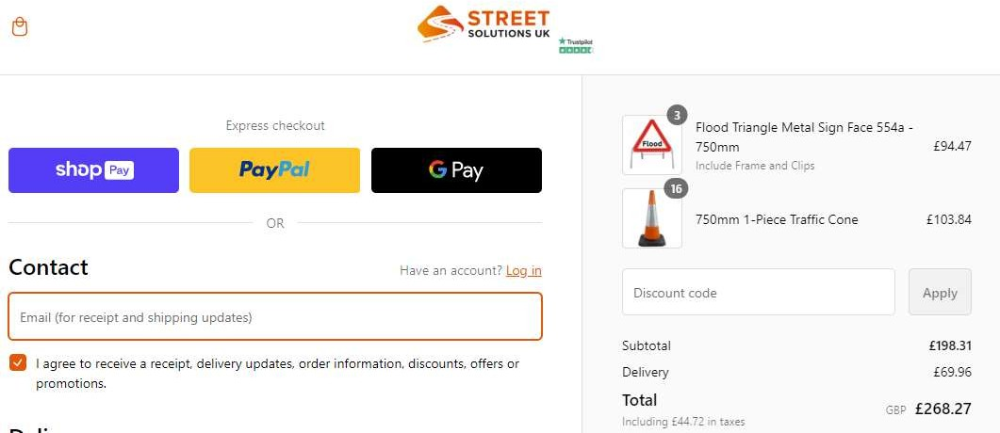 STREET
SOLUTIONS UK
Trustpilot
Express checkout
shop Pay
PayPal
G Pay
OR
Contact
Have an account? Log in
Email (for receipt and shipping updates)
I agree to receive a receipt, delivery updates, order information, discounts, offers or
promotions.
3
Flood
Flood Triangle Metal Sign Face 554a -
750mm
Include Frame and Clips
£94.47
16
750mm 1-Piece Traffic Cone
£103.84
Discount code
Apply
Subtotal
£198.31
Delivery
£69.96
Total
GBP £268.27
Including £44.72 in taxes